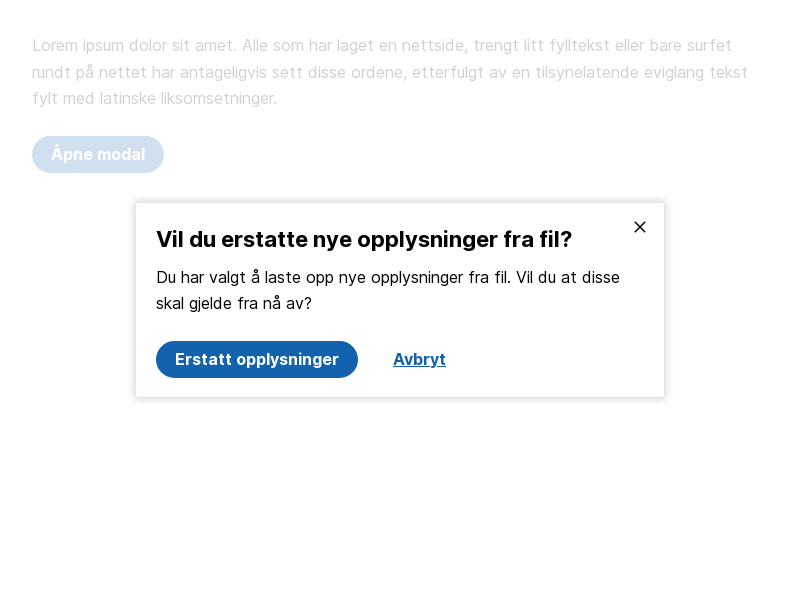 Lorem ipsum dolor sit amet. Alle som har laget en nettside, trengt litt fylltekst eller bare surfet
rundt på nettet har antageligvis sett disse ordene, etterfulgt av en tilsynelatende eviglang tekst
fylt med latinske liksomsetninger.
Åpne modal
Vil du erstatte nye opplysninger fra fil?
Du har valgt å laste opp nye opplysninger fra fil. Vil du at disse
skal gjelde fra nå av?
Erstatt opplysninger Avbryt